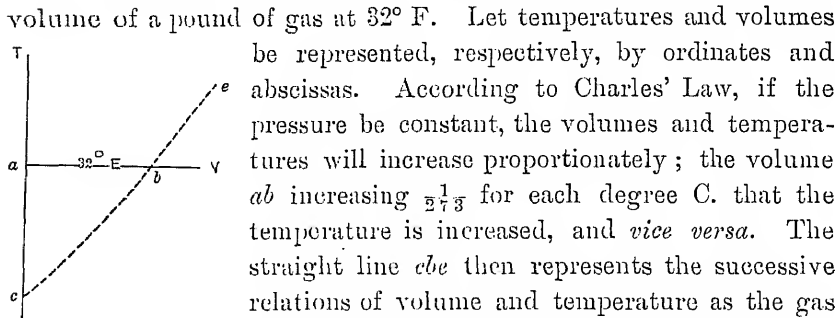 volume of a pound of gas at 32° F. Let temperatures and volumes
be represented, respectively, by ordinates and
abscissas. According to Charles' Law, if the
pressure be constant, the volumes and tempera-
tures will increase proportionately; the volume
ab increasing 1/273 for each degree C. that the
temperature is increased, and vice versa. The
straight line cbe then represents the successive
relations of volume and temperature as the gas
T
e
a
32° F
b
V
c